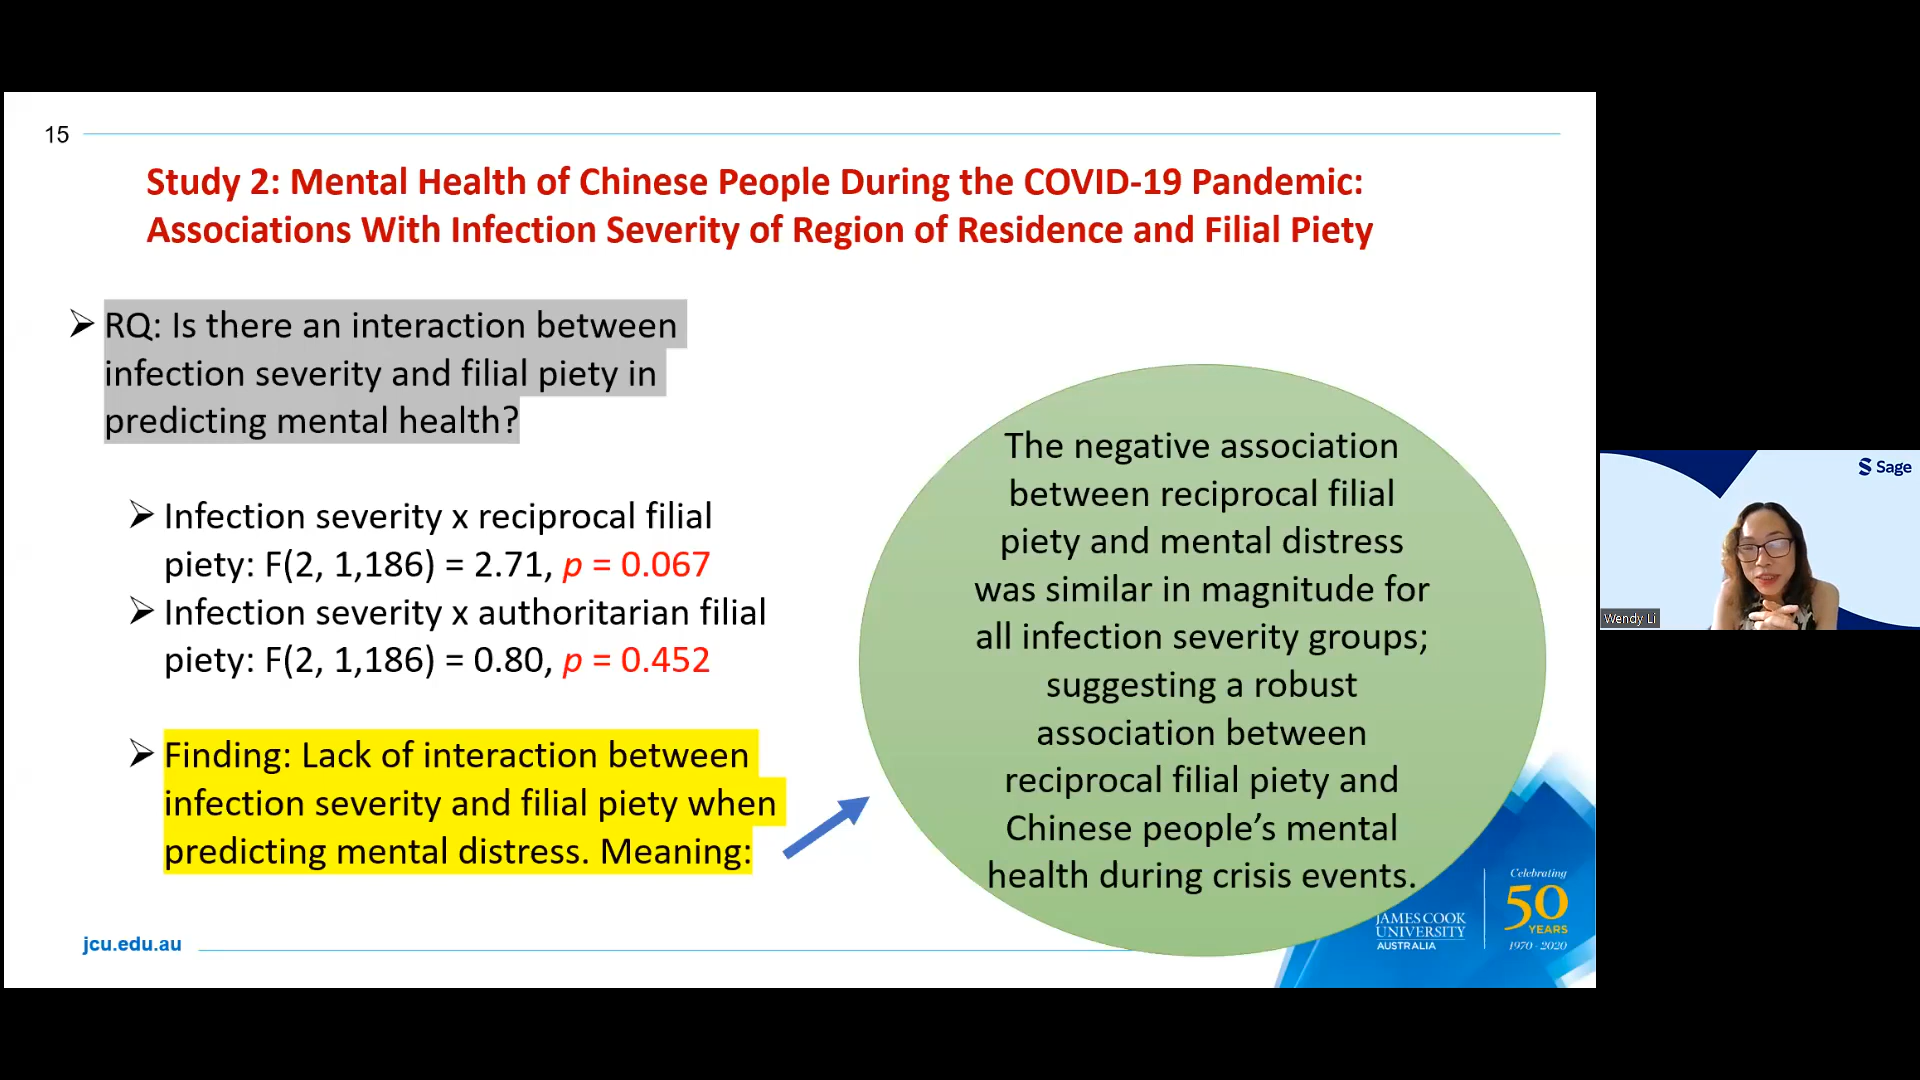 15
Study 2: Mental Health of Chinese People During the COVID-19 Pandemic:
Associations With Infection Severity of Region of Residence and Filial Piety
RQ: Is there an interaction between
infection severity and filial piety in
predicting mental health?
Infection severity x reciprocal filial
piety: F(2, 1,186) = 2.71, p = 0.067
Infection severity x authoritarian filial
piety: F(2, 1,186) = 0.80, p = 0.452
Finding: Lack of interaction between
infection severity and filial piety when
predicting mental distress. Meaning:
The negative association
between reciprocal filial
piety and mental distress
was similar in magnitude for
all infection severity groups;
suggesting a robust
association between
reciprocal filial piety and
Chinese people’s mental
health during crisis events.
jcu.edu.au
JAMES COOK
UNIVERSITY
AUSTRALIA
Celebrating
50
YEARS
1970 - 2020
Sage
Wendy Li